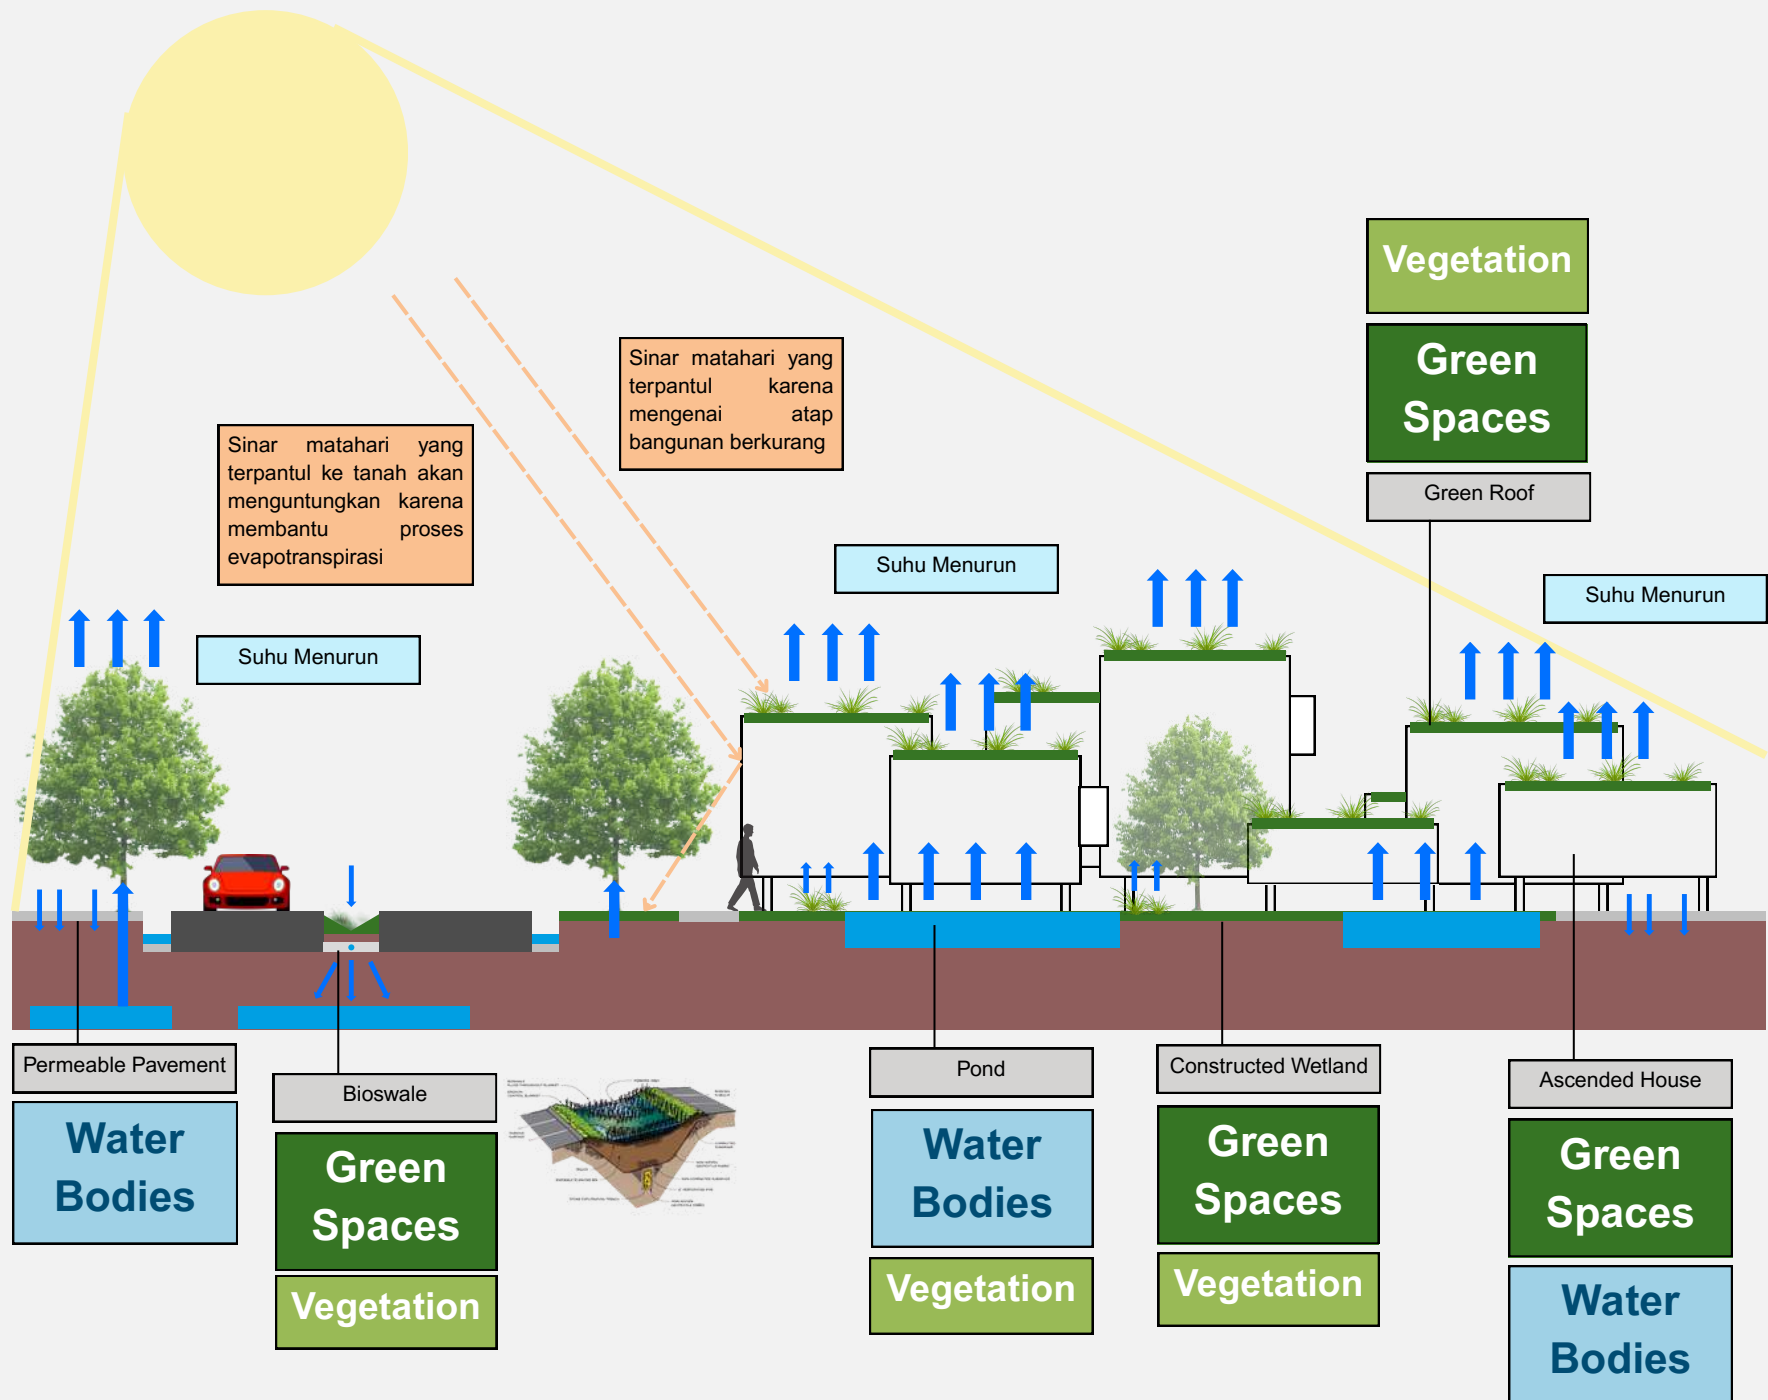 Vegetation
Green
Spaces
Green Roof
Sinar matahari yang
terpantul karena
mengenai atap
bangunan berkurang
Sinar matahari yang
terpantul ke tanah akan
menguntungkan karena
membantu proses
evapotranspirasi
Suhu Menurun
Suhu Menurun
Suhu Menurun
Permeable Pavement
Water
Bodies
Bioswale
Green
Spaces
Vegetation
Pond
Water
Bodies
Vegetation
Constructed Wetland
Green
Spaces
Vegetation
Ascended House
Green
Spaces
Water
Bodies